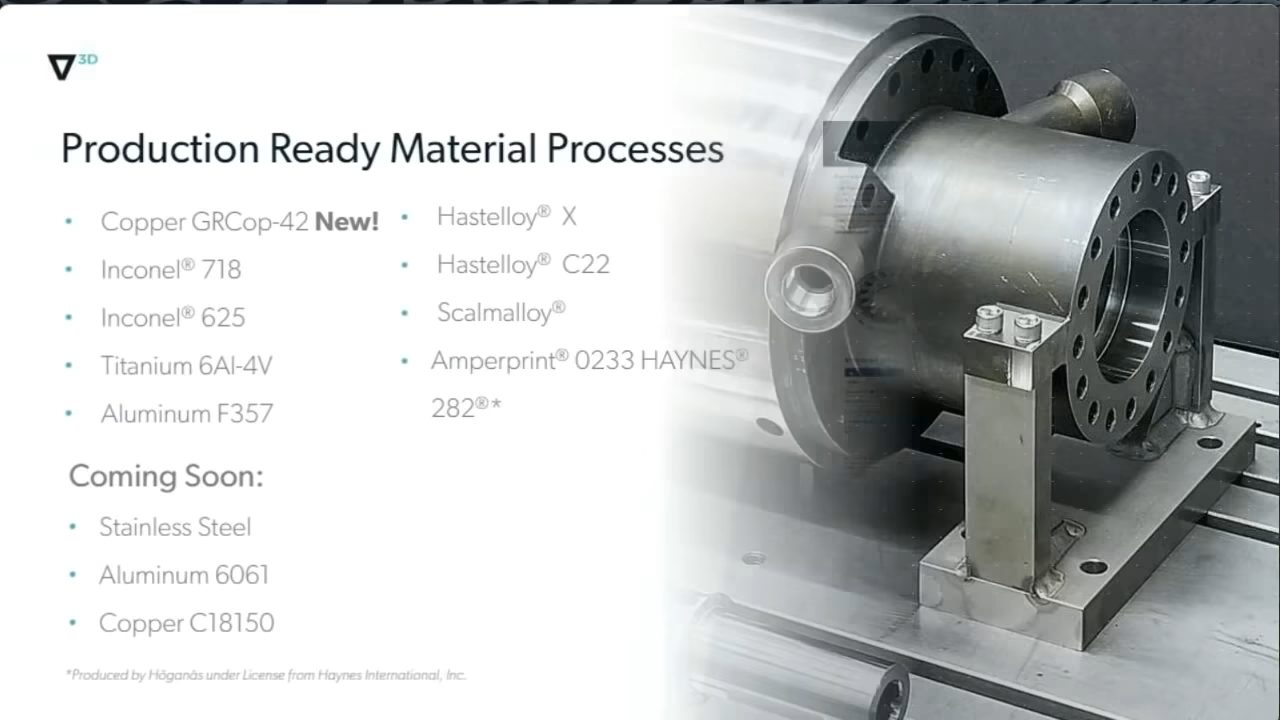 3D
Production Ready Material Processes
• Copper GRCop-42 New!
• Inconel® 718
• Inconel® 625
• Titanium 6Al-4V
• Aluminum F357
• Hastelloy® X
• Hastelloy® C22
• Scalmalloy®
• Amperprint® 0233 HAYNES®
282®*
Coming Soon:
• Stainless Steel
• Aluminum 6061
• Copper C18150
*Produced by Höganäs under License from Haynes International, Inc.